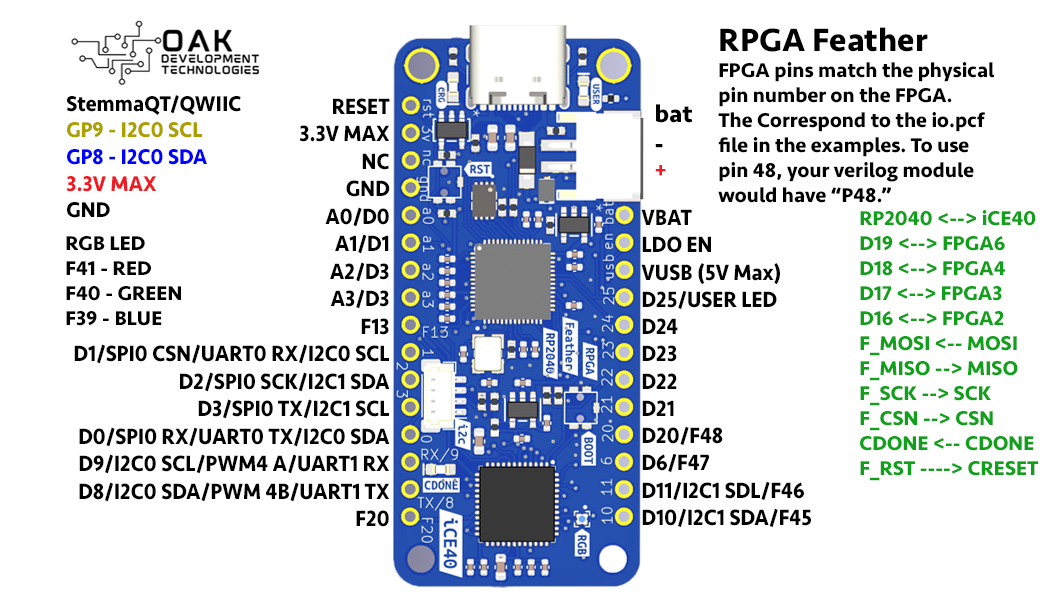 OAK
DEVELOPMENT
TECHNOLOGIES
StemmaQT/QWIIC
GP9 - I2C0 SCL
GP8 - I2C0 SDA
3.3V MAX
GND
RGB LED
F41 - RED
F40 - GREEN
F39 - BLUE
RESET
3.3V MAX
NC
GND
A0/D0
A1/D1
A2/D3
A3/D3
F13
D1/SPI0 CSN/UART0 RX/I2C0 SCL
D2/SPI0 SCK/I2C1 SDA
D3/SPI0 TX/I2C1 SCL
D0/SPI0 RX/UART0 TX/I2C0 SDA
D9/I2C0 SCL/PWM4 A/UART1 RX
D8/I2C0 SDA/PWM 4B/UART1 TX
F20
CRG
USER
rst
3v
nc
gnd
a0
a1
a2
a3
F13
1
2
3
0
RX/9
TX/8
F20
RST
RP2040
Feather
RPGA
i2c
BOOT
CDONE
iCE40
RGB
bat
en
usb
25
24
23
22
21
20
6
11
10
bat
-
+
VBAT
LDO EN
VUSB (5V Max)
D25/USER LED
D24
D23
D22
D21
D20/F48
D6/F47
D11/I2C1 SDL/F46
D10/I2C1 SDA/F45
RPGA Feather
FPGA pins match the physical
pin number on the FPGA.
The Correspond to the io.pcf
file in the examples. To use
pin 48, your verilog module
would have “P48.”
RP2040 <--> iCE40
D19 <--> FPGA6
D18 <--> FPGA4
D17 <--> FPGA3
D16 <--> FPGA2
F_MOSI <-- MOSI
F_MISO --> MISO
F_SCK --> SCK
F_CSN --> CSN
CDONE <-- CDONE
F_RST ----> CRESET